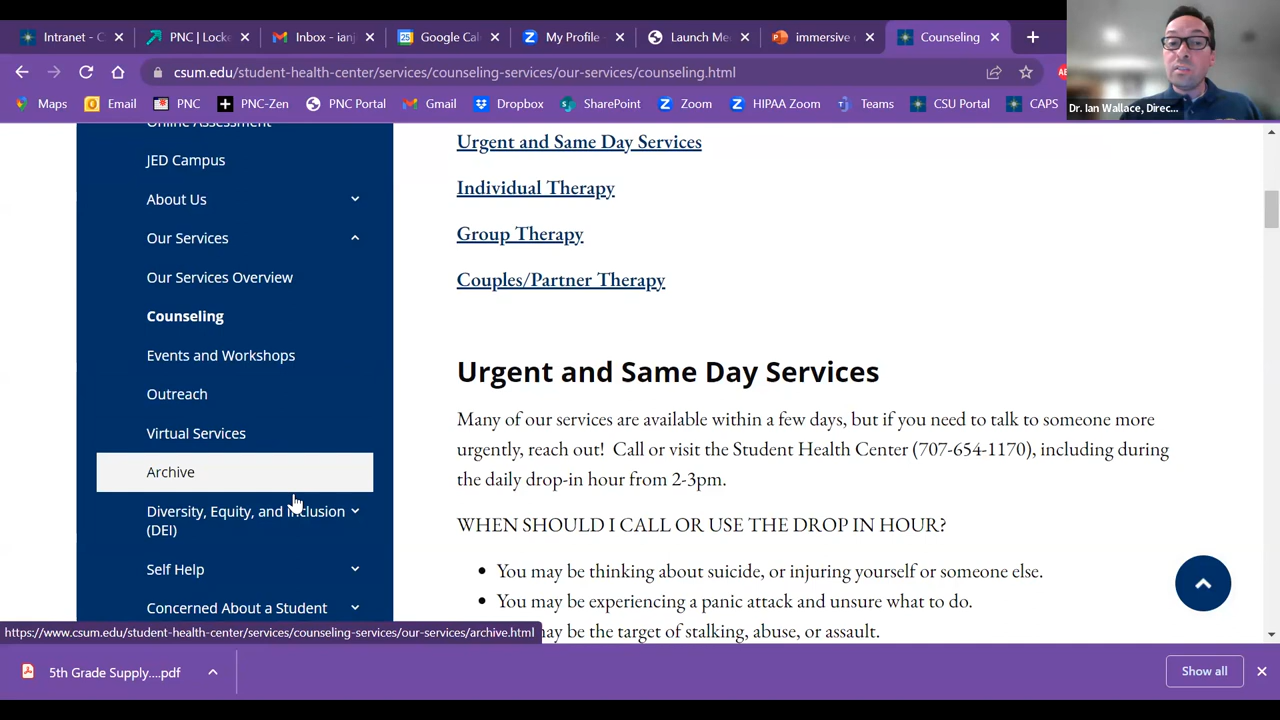 Intranet - C
PNC | Locke
Inbox - ianj
Google Cal
My Profile -
Launch Me
immersive c
Counseling
csum.edu/student-health-center/services/counseling-services/our-services/counseling.html
Maps
Email
PNC
PNC-Zen
PNC Portal
Gmail
Dropbox
SharePoint
Zoom
HIPAA Zoom
Teams
CSU Portal
CAPS
Dr. Ian Wallace, Direc...
Online Assessment
JED Campus
About Us
Our Services
Our Services Overview
Counseling
Events and Workshops
Outreach
Virtual Services
Archive
Diversity, Equity, and Inclusion
(DEI)
Self Help
Concerned About a Student
Urgent and Same Day Services
Individual Therapy
Group Therapy
Couples/Partner Therapy
Urgent and Same Day Services
Many of our services are available within a few days, but if you need to talk to someone more
urgently, reach out! Call or visit the Student Health Center (707-654-1170), including during
the daily drop-in hour from 2-3pm.
WHEN SHOULD I CALL OR USE THE DROP IN HOUR?
• You may be thinking about suicide, or injuring yourself or someone else.
• You may be experiencing a panic attack and unsure what to do.
may be the target of stalking, abuse, or assault.
https://www.csum.edu/student-health-center/services/counseling-services/our-services/archive.html
5th Grade Supply....pdf
Show all